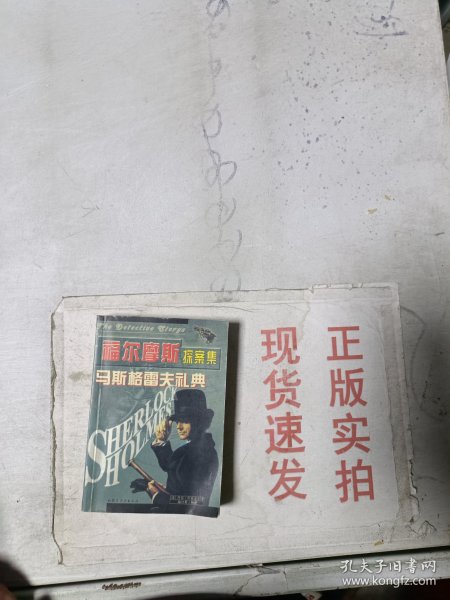 The Detective Storys
福尔摩斯
探案集
马斯格雷夫礼典
SHERLOCK
HOLMES
正版实拍
现货速发
孔夫子旧书网
www.kongfz.com